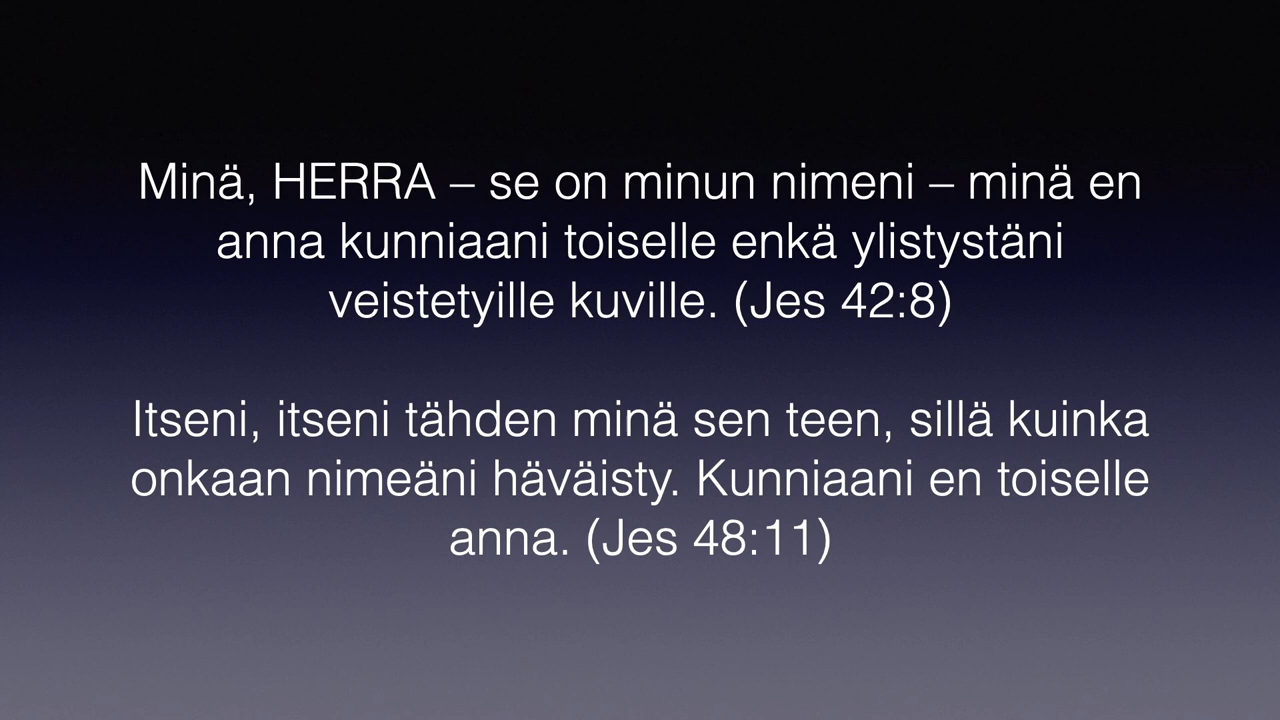 Minä, HERRA – se on minun nimeni – minä en
anna kunniaani toiselle enkä ylistystäni
veistetyille kuville. (Jes 42:8)
Itseni, itseni tähden minä sen teen, sillä kuinka
onkaan nimeäni häväisty. Kunniaani en toiselle
anna. (Jes 48:11)